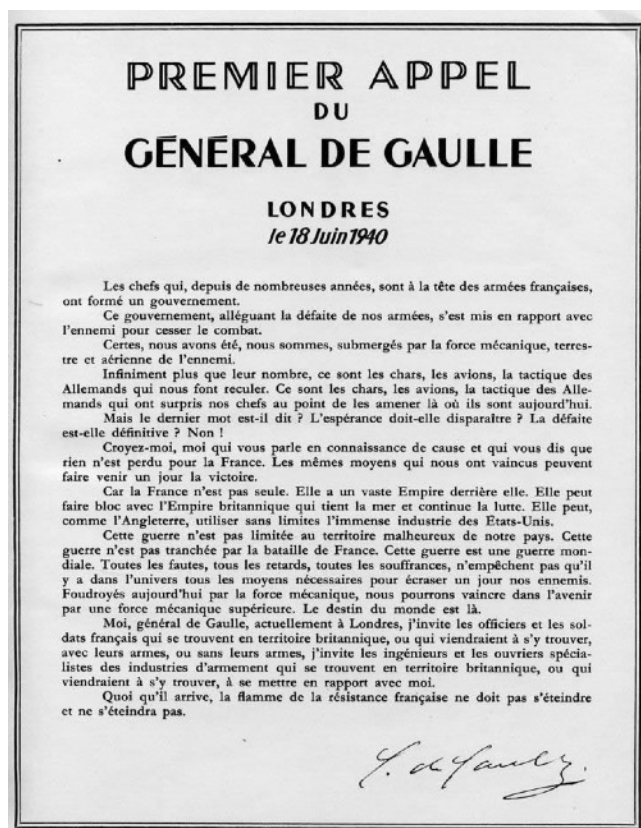 PREMIER APPEL
DU
GÉNÉRAL DE GAULLE
LONDRES
le 18 Juin 1940
Les chefs qui, depuis de nombreuses années, sont à la tête des armées françaises,
ont formé un gouvernement.
Ce gouvernement, alléguant la défaite de nos armées, s'est mis en rapport avec
l'ennemi pour cesser le combat.
Certes, nous avons été, nous sommes, submergés par la force mécanique, terres-
tre et aérienne de l'ennemi.
Infiniment plus que leur nombre, ce sont les chars, les avions, la tactique des
Allemands qui nous font reculer. Ce sont les chars, les avions, la tactique des Alle-
mands qui ont surpris nos chefs au point de les amener là où ils sont aujourd'hui.
Mais le dernier mot est-il dit ? L'espérance doit-elle disparaître ? La défaite
est-elle définitive ? Non !
Croyez-moi, moi qui vous parle en connaissance de cause et qui vous dis que
rien n'est perdu pour la France. Les mêmes moyens qui nous ont vaincus peuvent
faire venir un jour la victoire.
Car la France n'est pas seule. Elle a un vaste Empire derrière elle. Elle peut
faire bloc avec l'Empire britannique qui tient la mer et continue la lutte. Elle peut,
comme l'Angleterre, utiliser sans limites l'immense industrie des Etats-Unis.
Cette guerre n'est pas limitée au territoire malheureux de notre pays. Cette
guerre n'est pas tranchée par la bataille de France. Cette guerre est une guerre mon-
diale. Toutes les fautes, tous les retards, toutes les souffrances, n'empêchent pas qu'il
y a dans l'univers tous les moyens nécessaires pour écraser un jour nos ennemis.
Foudroyés aujourd'hui par la force mécanique, nous pourrons vaincre dans l'avenir
par une force mécanique supérieure. Le destin du monde est là.
Moi, général de Gaulle, actuellement à Londres, j'invite les officiers et les sol-
dats français qui se trouvent en territoire britannique, ou qui viendraient à s'y trouver,
avec leurs armes, ou sans leurs armes, j'invite les ingénieurs et les ouvriers spécia-
listes des industries d'armement qui se trouvent en territoire britannique, ou qui
viendraient à s'y trouver, à se mettre en rapport avec moi.
Quoi qu'il arrive, la flamme de la résistance française ne doit pas s'éteindre
et ne s'éteindra pas.